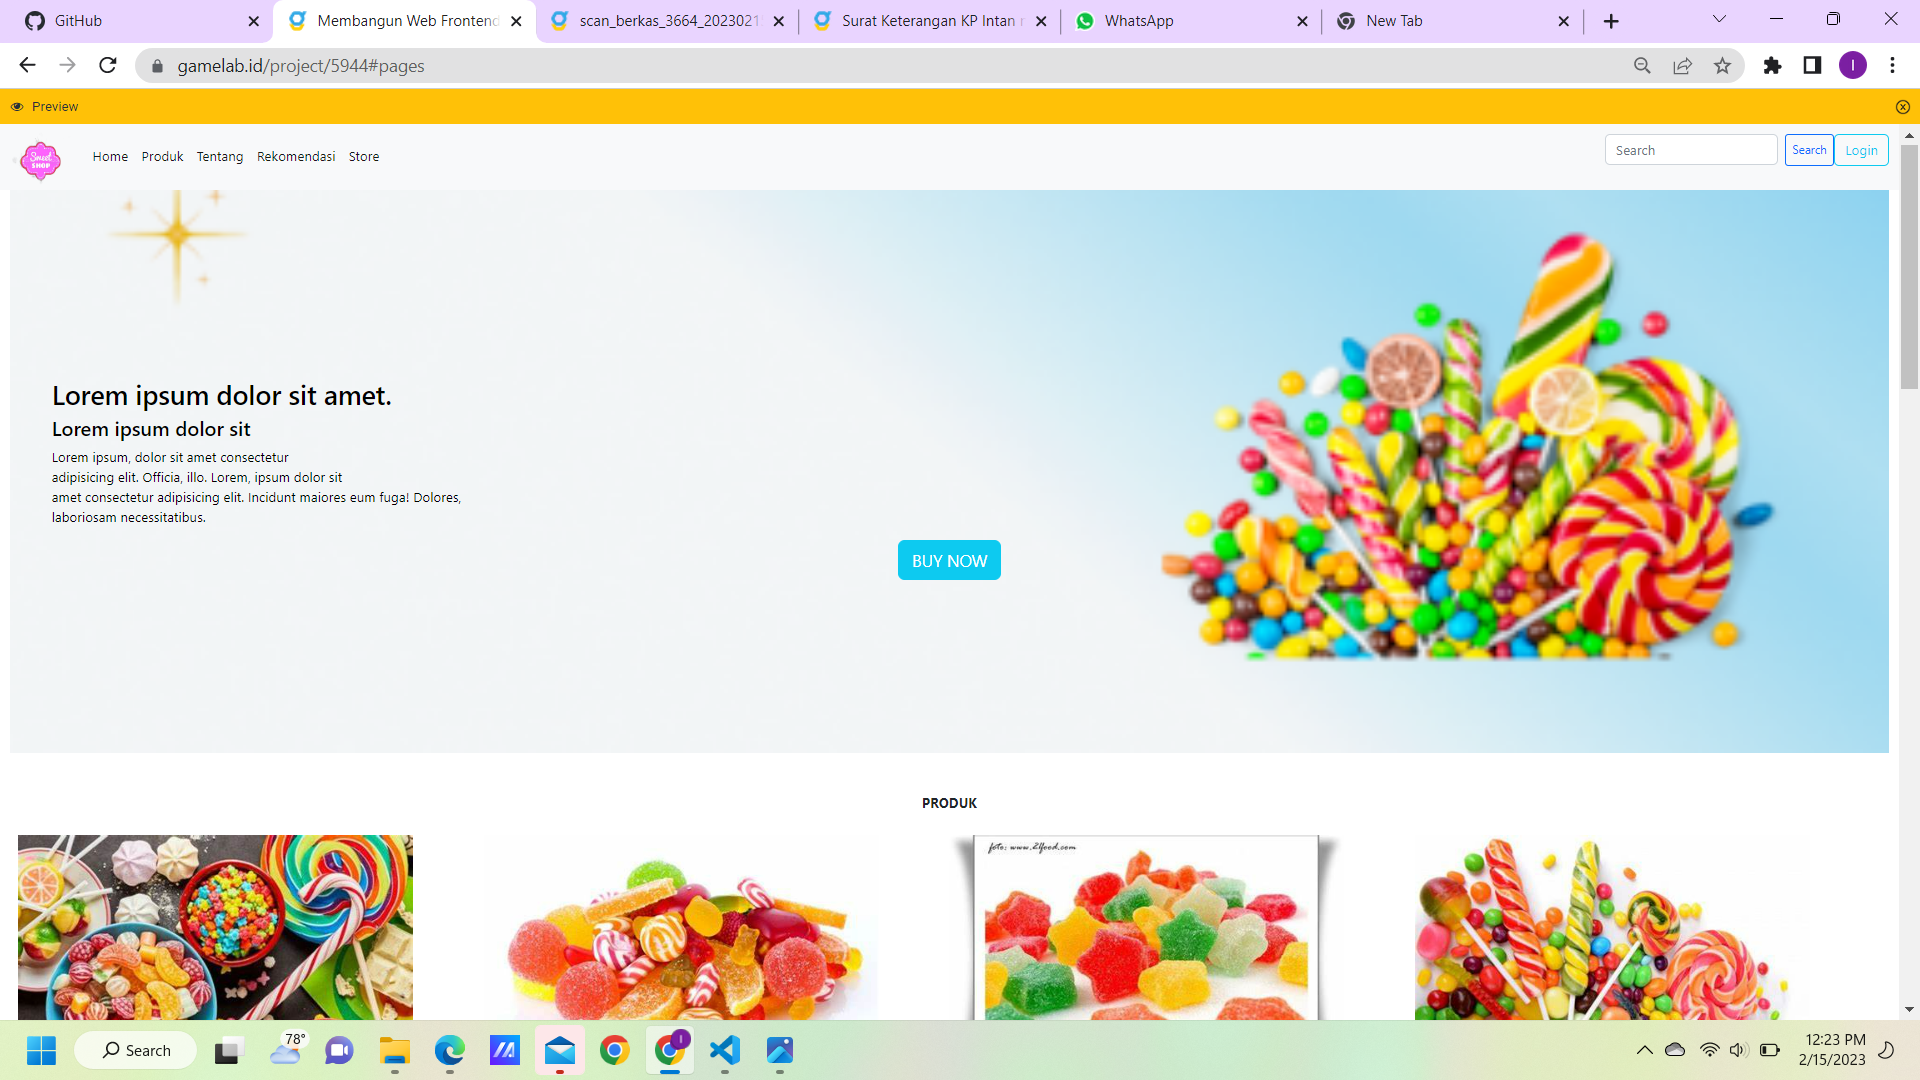 GitHub
Membangun Web Frontend
scan_berkas_3664_2023021
Surat Keterangan KP Intan
WhatsApp
New Tab
gamelab.id/project/5944#pages
I
Preview
Sweet
SHOP
Home
Produk
Tentang
Rekomendasi
Store
Search
Search
Login
Lorem ipsum dolor sit amet.
Lorem ipsum dolor sit
Lorem ipsum, dolor sit amet consectetur
adipisicing elit. Officia, illo. Lorem, ipsum dolor sit
amet consectetur adipisicing elit. Incidunt maiores eum fuga! Dolores,
laboriosam necessitatibus.
BUY NOW
PRODUK
foto: www.21food.com
Search
78°
I
12:23 PM
2/15/2023